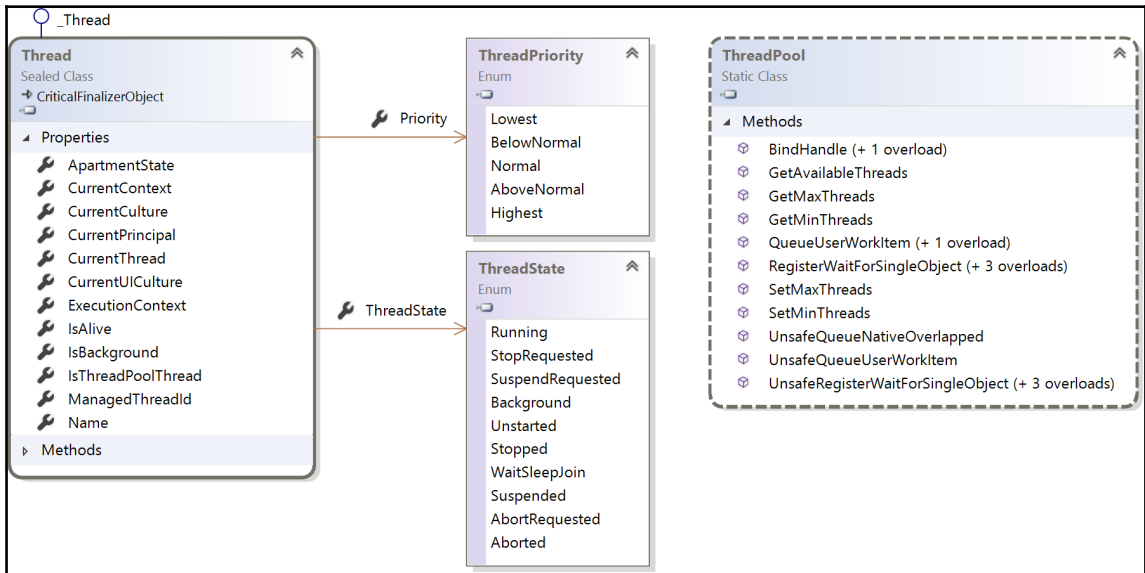 _Thread
Thread
Sealed Class
CriticalFinalizerObject
Properties
ApartmentState
CurrentContext
CurrentCulture
CurrentPrincipal
CurrentThread
CurrentUICulture
ExecutionContext
IsAlive
IsBackground
IsThreadPoolThread
ManagedThreadId
Name
Methods
Priority
ThreadState
ThreadPriority
Enum
Lowest
BelowNormal
Normal
AboveNormal
Highest
ThreadState
Enum
Running
StopRequested
SuspendRequested
Background
Unstarted
Stopped
WaitSleepJoin
Suspended
AbortRequested
Aborted
ThreadPool
Static Class
Methods
BindHandle (+ 1 overload)
GetAvailableThreads
GetMaxThreads
GetMinThreads
QueueUserWorkItem (+ 1 overload)
RegisterWaitForSingleObject (+ 3 overloads)
SetMaxThreads
SetMinThreads
UnsafeQueueNativeOverlapped
UnsafeQueueUserWorkItem
UnsafeRegisterWaitForSingleObject (+ 3 overloads)